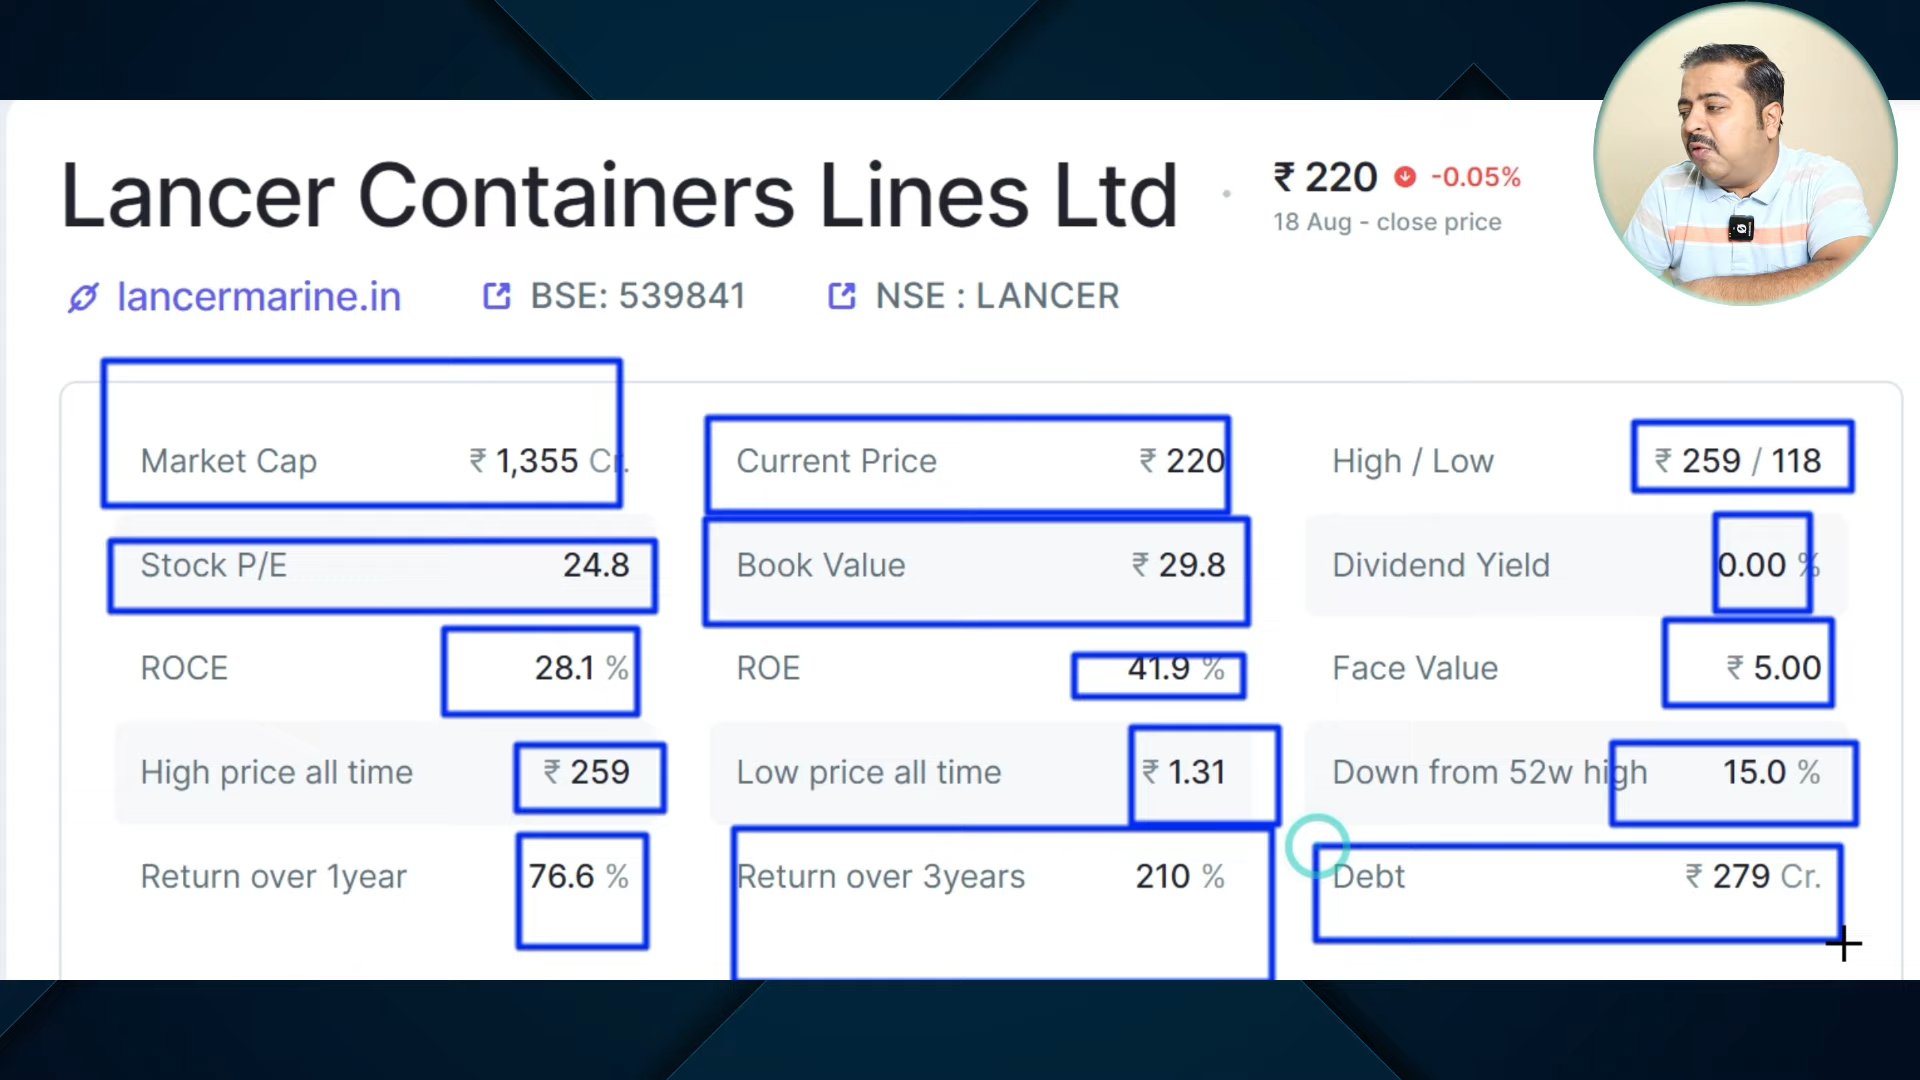 Lancer Containers Lines Ltd
₹ 220 -0.05%
18 Aug - close price
lancermarine.in BSE: 539841 NSE : LANCER
Market Cap ₹ 1,355 Cr. Current Price ₹ 220 High / Low ₹ 259 / 118
Stock P/E 24.8 Book Value ₹ 29.8 Dividend Yield 0.00 %
ROCE 28.1 % ROE 41.9 % Face Value ₹ 5.00
High price all time ₹ 259 Low price all time ₹ 1.31 Down from 52w high 15.0 %
Return over 1year 76.6 % Return over 3years 210 % Debt ₹ 279 Cr.